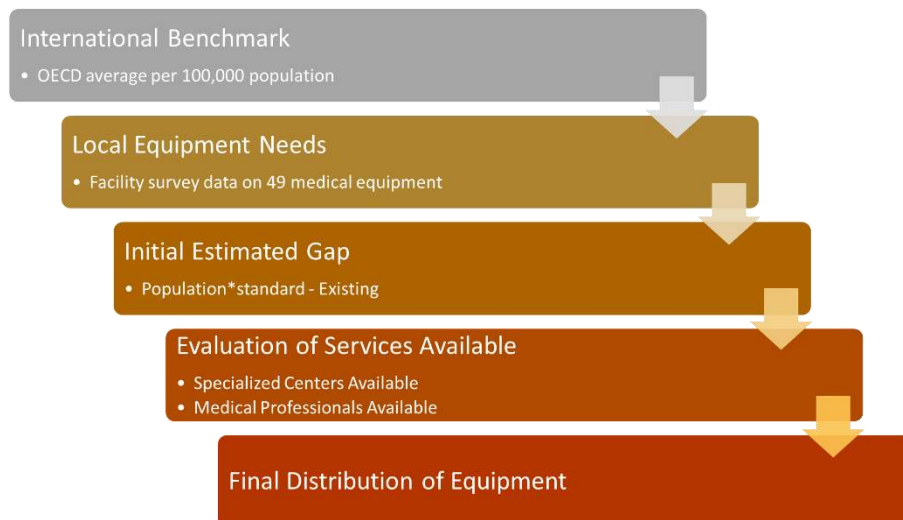 International Benchmark
• OECD average per 100,000 population
Local Equipment Needs
• Facility survey data on 49 medical equipment
Initial Estimated Gap
• Population*standard - Existing
Evaluation of Services Available
• Specialized Centers Available
• Medical Professionals Available
Final Distribution of Equipment